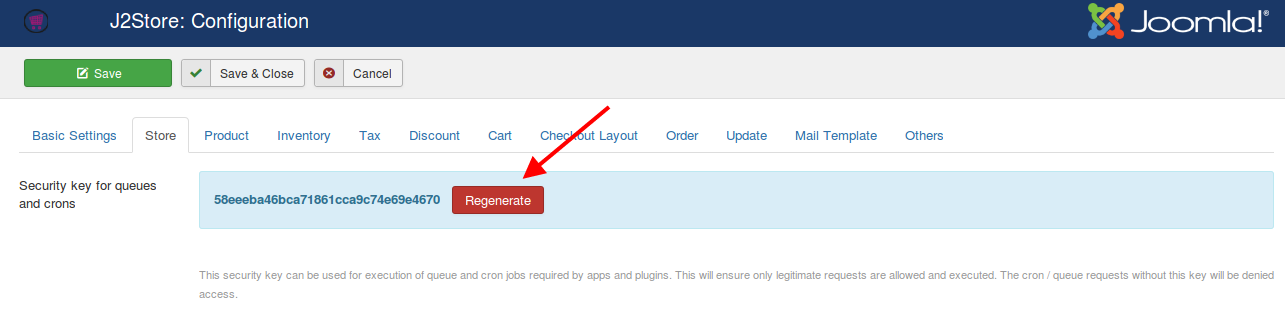 J2Store: Configuration
Joomla!®
Save
Save & Close
Cancel
Basic Settings
Store
Product
Inventory
Tax
Discount
Cart
Checkout Layout
Order
Update
Mail Template
Others
Security key for queues
and crons
58eeeba46bca71861cca9c74e69e4670
Regenerate
This security key can be used for execution of queue and cron jobs required by apps and plugins. This will ensure only legitimate requests are allowed and executed. The cron / queue requests without this key will be denied
access.